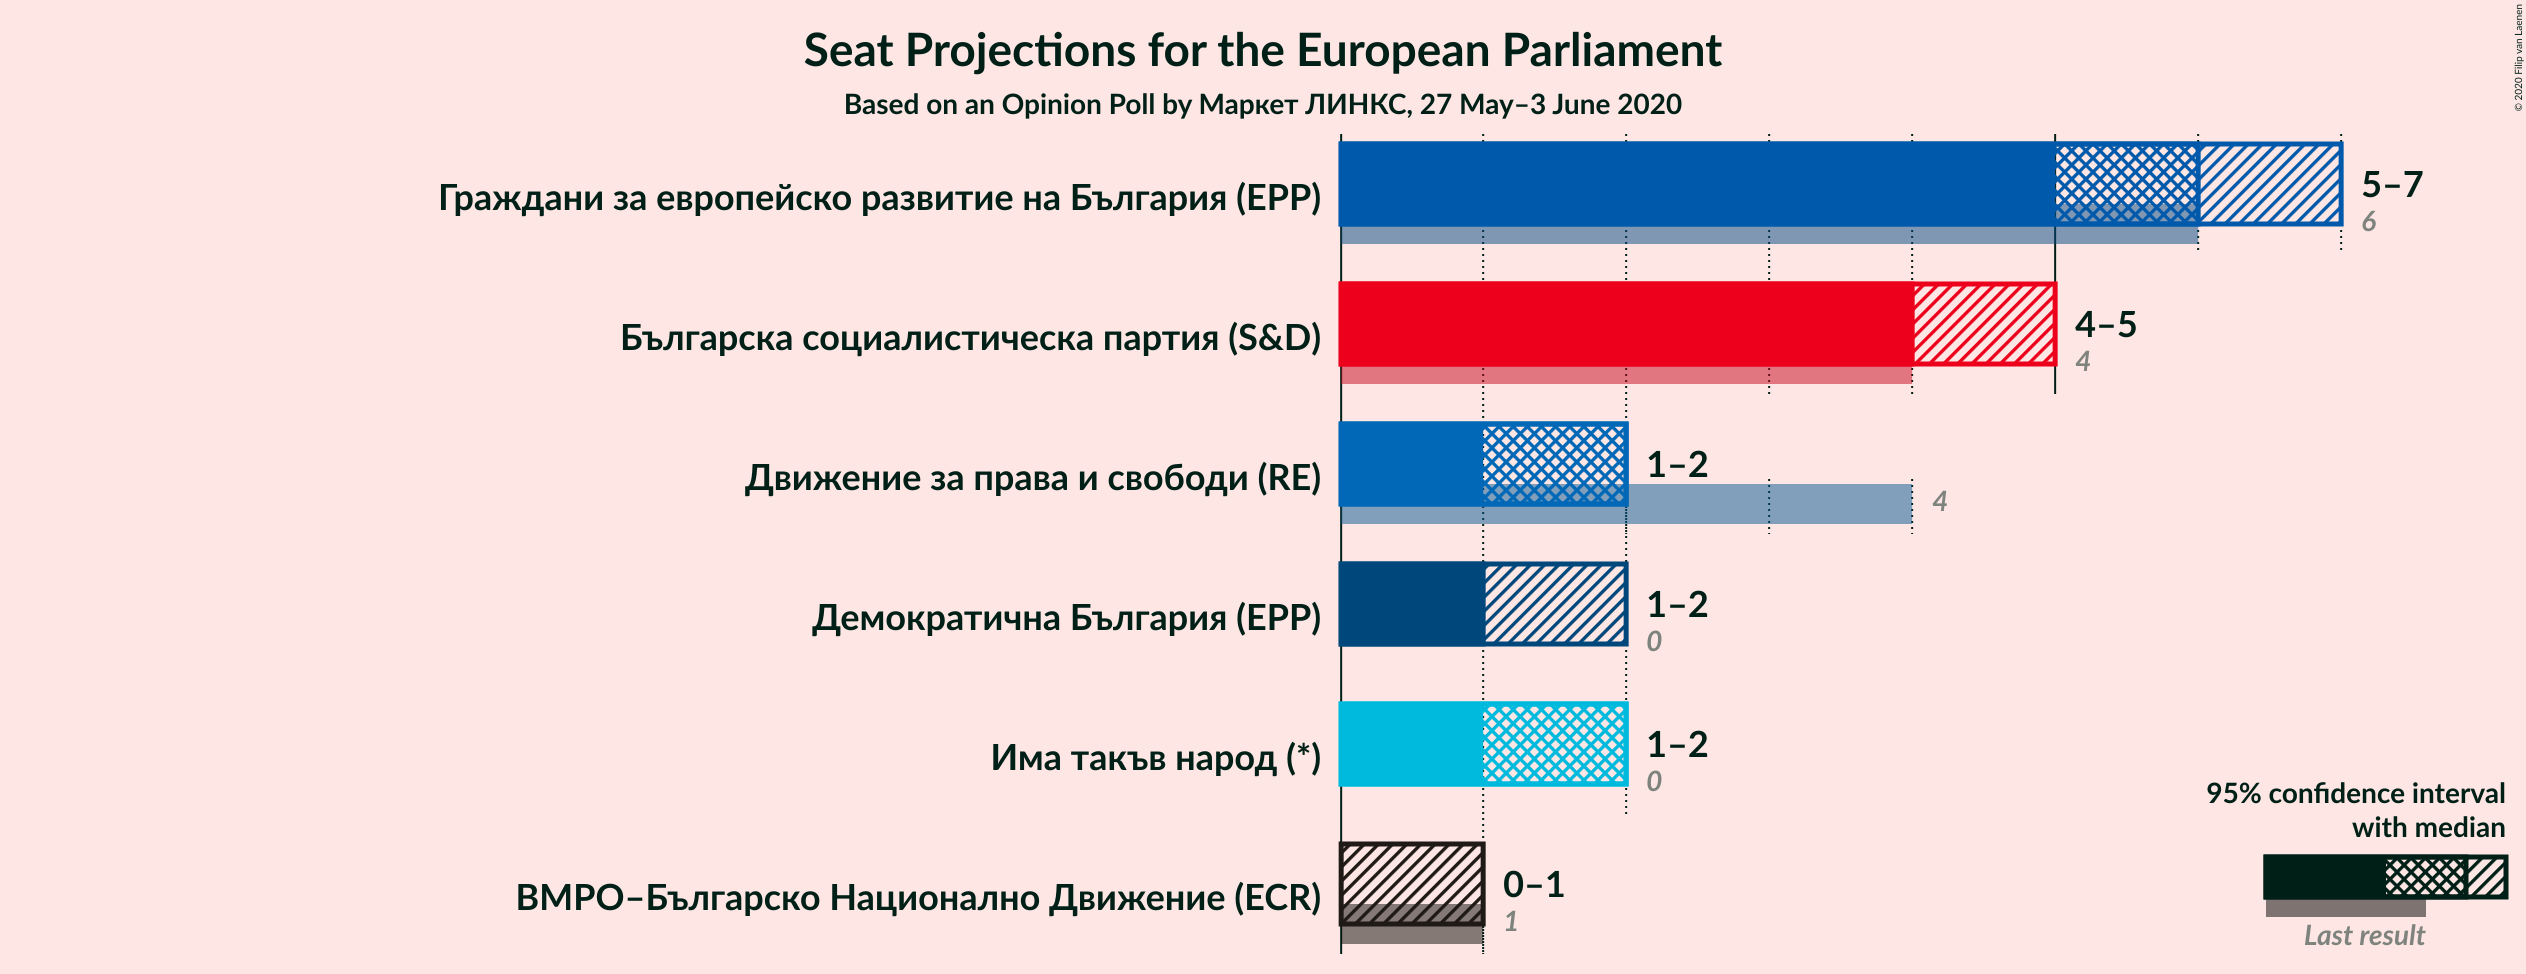 Seat Projections for the European Parliament
Based on an Opinion Poll by Маркет ЛИНКС, 27 May–3 June 2020
© 2020 Filip van Laenen
Граждани за европейско развитие на България (EPP)
5–7
6
Българска социалистическа партия (S&D)
4–5
4
Движение за права и свободи (RE)
1–2
4
Демократична България (EPP)
1–2
0
Има такъв народ (*)
1–2
0
ВМРО–Българско Национално Движение (ECR)
0–1
1
95% confidence interval
with median
Last result